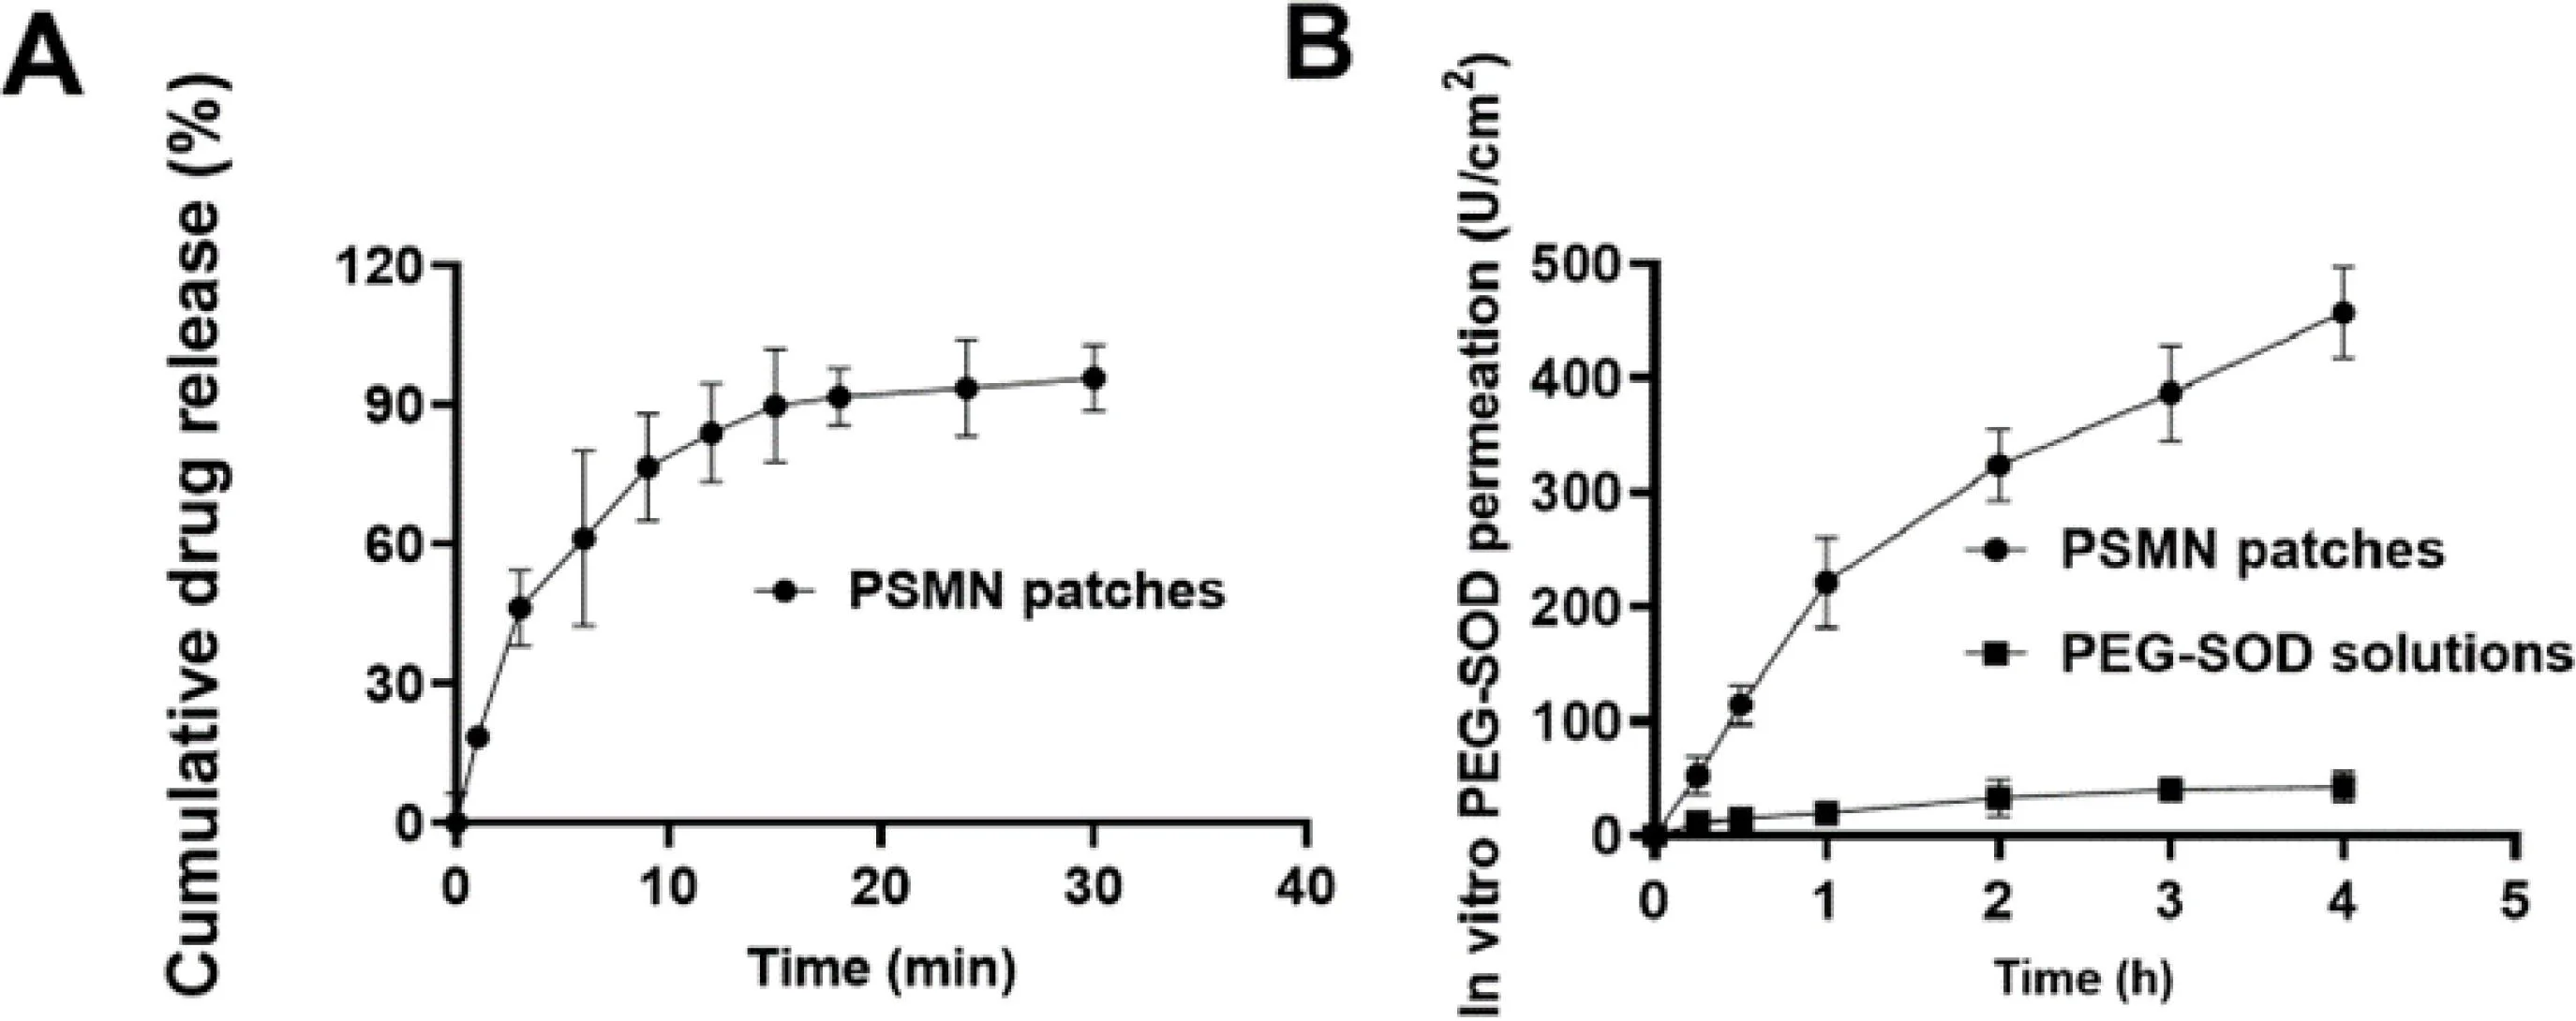 A
Cumulative drug release (%)
120
90
60
30
0
0 10 20 30 40
Time (min)
PSMN patches
B
In vitro PEG-SOD permeation (U/cm²)
500
400
300
200
100
0
0 1 2 3 4 5
Time (h)
PSMN patches
PEG-SOD solutions